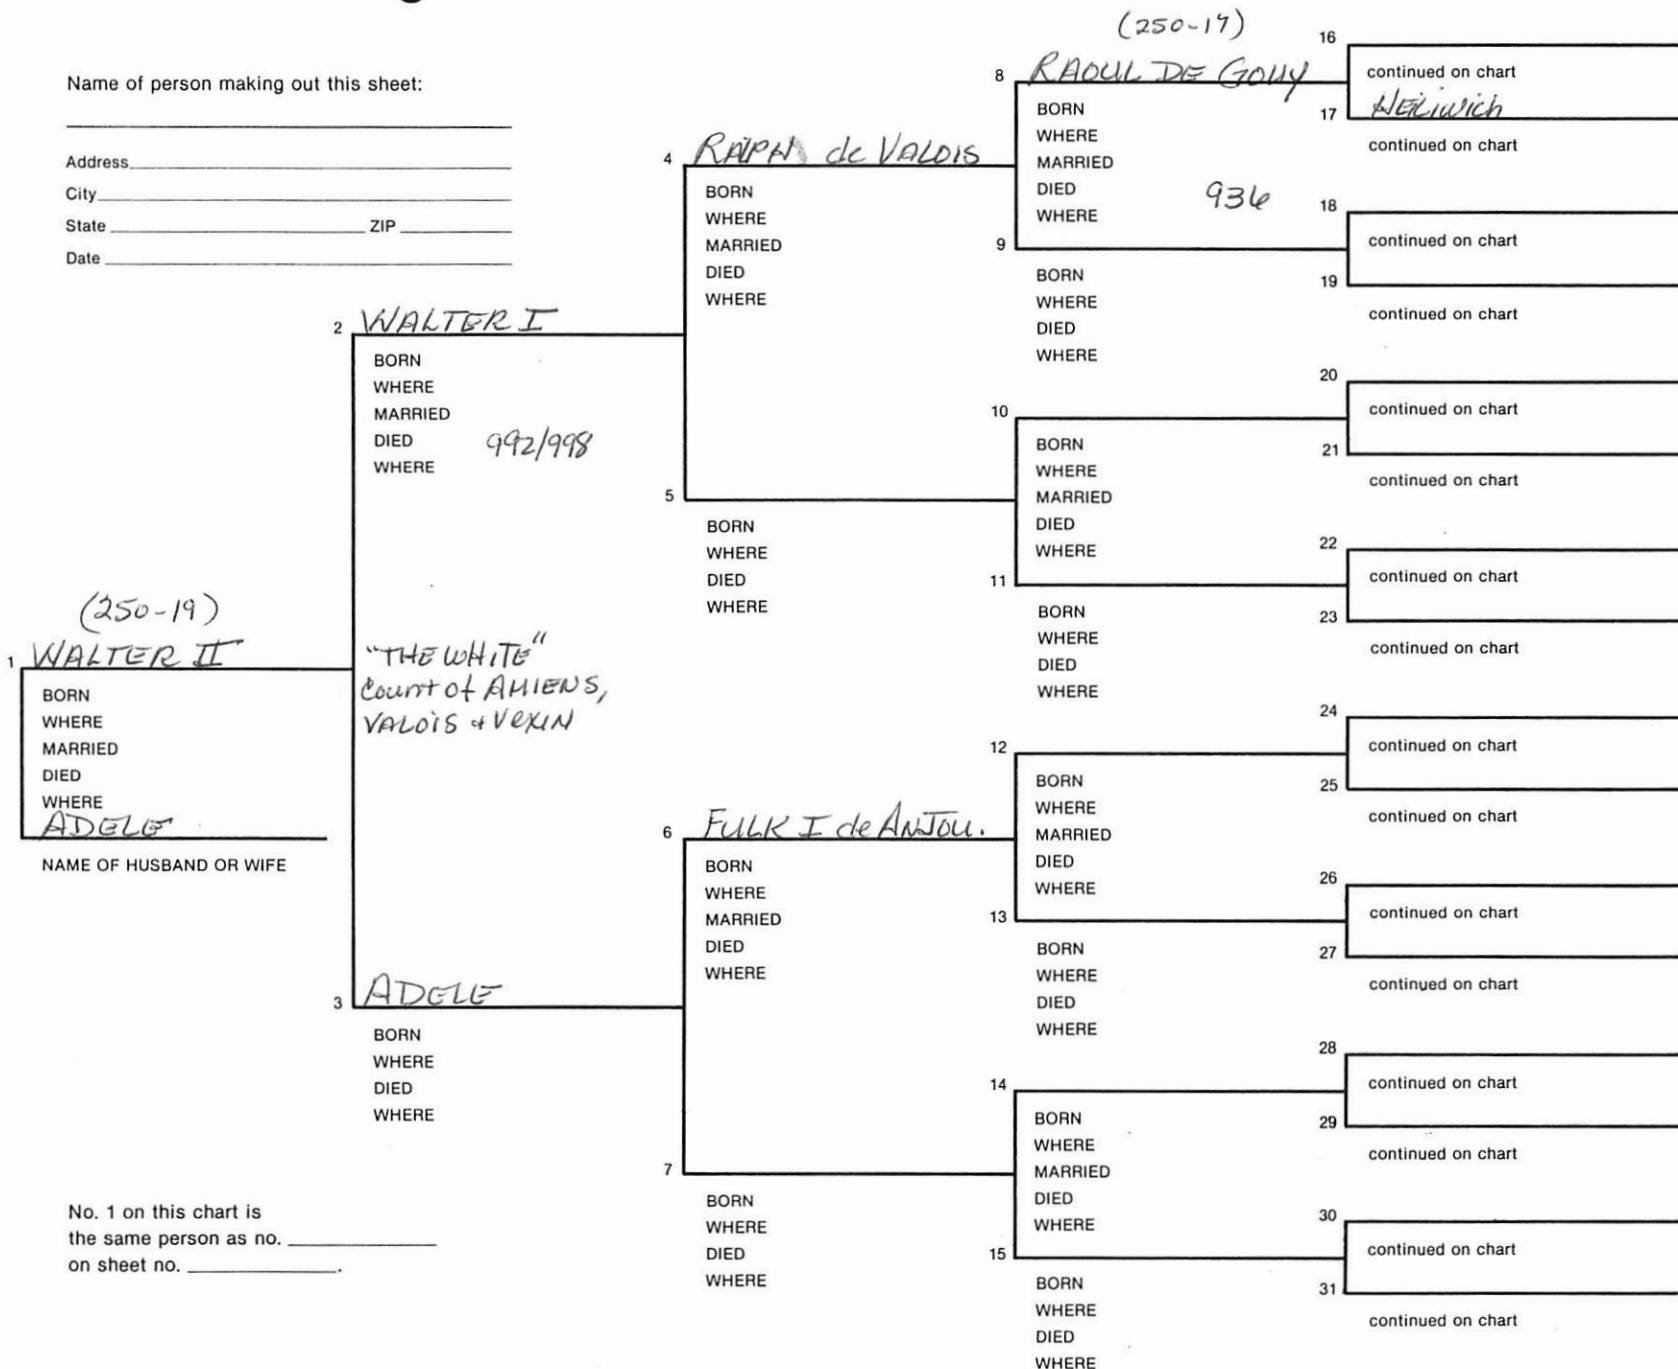 Name of person making out this sheet:
Address
City
State ZIP
Date
(250-19)
1 WALTER II
BORN
WHERE
MARRIED
DIED
WHERE
ADELE
NAME OF HUSBAND OR WIFE
No. 1 on this chart is
the same person as no.
on sheet no. .
2 WALTER I
BORN
WHERE
MARRIED
DIED 992/998
WHERE
"THE WHITE"
Count of AMIENS,
VALOIS + VEXIN
3 ADELE
BORN
WHERE
DIED
WHERE
4 RALPH de VALOIS
BORN
WHERE
MARRIED
DIED
WHERE
5
BORN
WHERE
DIED
WHERE
6 FULK I de ANJOU.
BORN
WHERE
MARRIED
DIED
WHERE
7
BORN
WHERE
DIED
WHERE
(250-17)
8 RAOUL DE GOUY
BORN
WHERE
MARRIED
DIED 936
WHERE
9
BORN
WHERE
DIED
WHERE
10
BORN
WHERE
MARRIED
DIED
WHERE
11
BORN
WHERE
DIED
WHERE
12
BORN
WHERE
MARRIED
DIED
WHERE
13
BORN
WHERE
DIED
WHERE
14
BORN
WHERE
MARRIED
DIED
WHERE
15
BORN
WHERE
DIED
WHERE
16
continued on chart
17 HEILIWICH
continued on chart
18
continued on chart
19
continued on chart
20
continued on chart
21
continued on chart
22
continued on chart
23
continued on chart
24
continued on chart
25
continued on chart
26
continued on chart
27
continued on chart
28
continued on chart
29
continued on chart
30
continued on chart
31
continued on chart